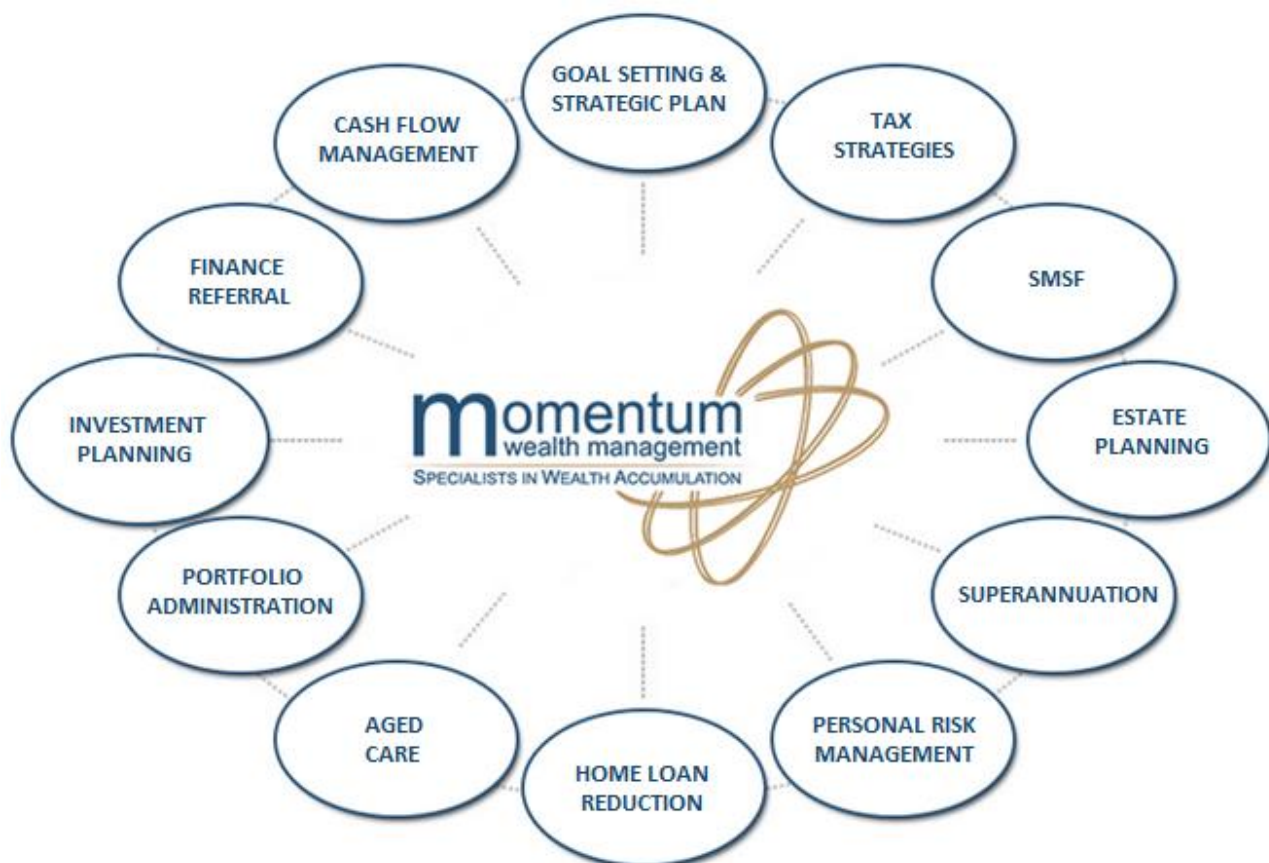 GOAL SETTING &
STRATEGIC PLAN
TAX
STRATEGIES
SMSF
ESTATE
PLANNING
SUPERANNUATION
PERSONAL RISK
MANAGEMENT
HOME LOAN
REDUCTION
AGED
CARE
PORTFOLIO
ADMINISTRATION
INVESTMENT
PLANNING
FINANCE
REFERRAL
CASH FLOW
MANAGEMENT
momentum
wealth management
SPECIALISTS IN WEALTH ACCUMULATION